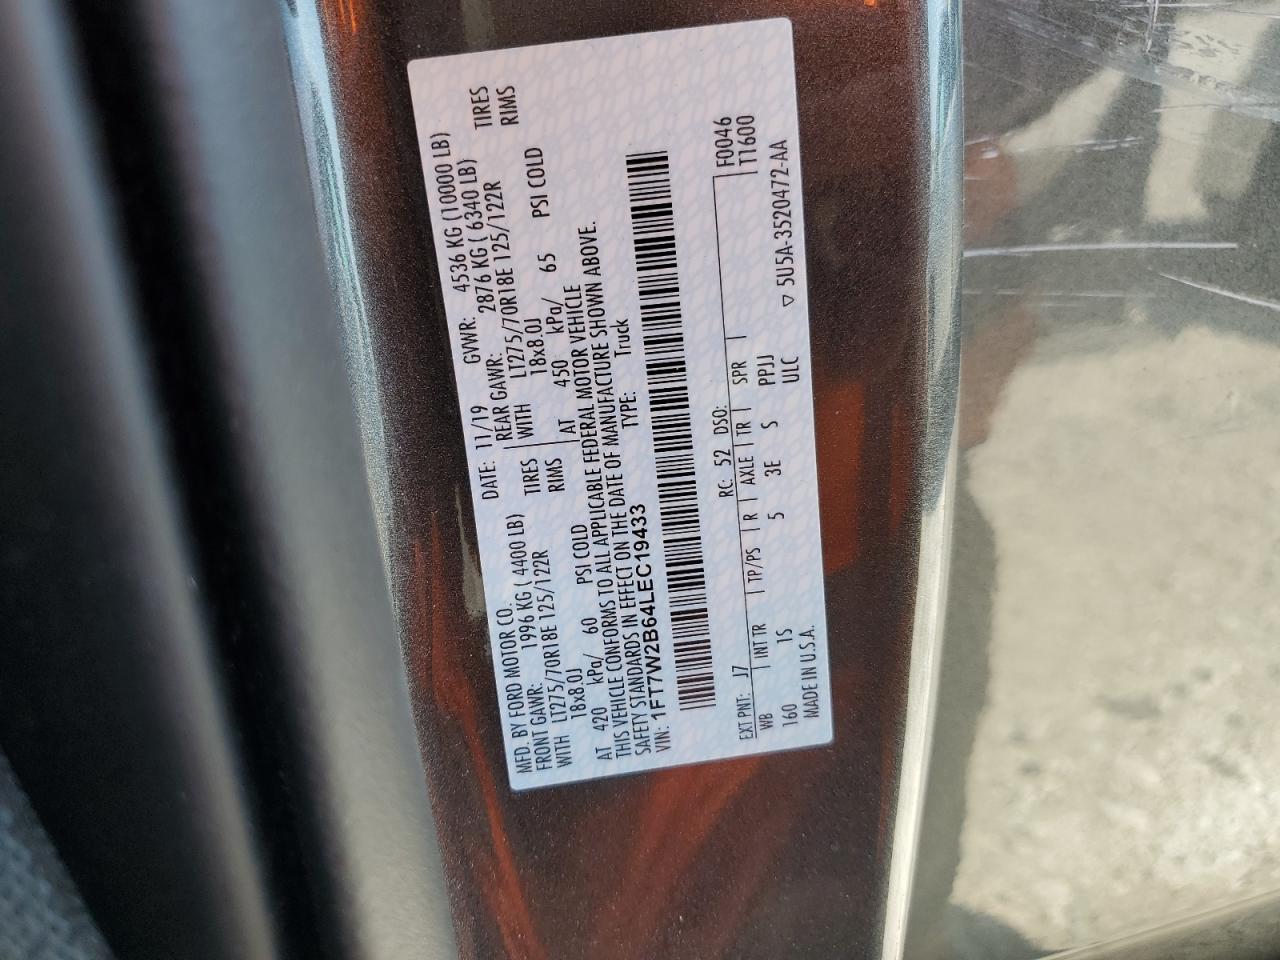 MFD. BY FORD MOTOR CO. DATE: 11/19 GVWR: 4536 KG (10000 LB)
FRONT GAWR: 1996 KG ( 4400 LB) REAR GAWR: 2876 KG ( 6340 LB)
WITH LT275/70R18E 125/122R TIRES WITH LT275/70R18E 125/122R TIRES
18x8.0J RIMS 18x8.0J RIMS
AT 420 kPa/ 60 PSI COLD AT 450 kPa/ 65 PSI COLD
THIS VEHICLE CONFORMS TO ALL APPLICABLE FEDERAL MOTOR VEHICLE
SAFETY STANDARDS IN EFFECT ON THE DATE OF MANUFACTURE SHOWN ABOVE.
VIN: 1FT7W2B64LEC19433 TYPE: Truck
EXT PNT: J7 RC: 52 DSO: F0046
WB INT TR TP/PS R AXLE TR SPR T1600
160 1S 5 3E S PPJJ
MADE IN U.S.A. ULC ▽ 5U5A-3520472-AA